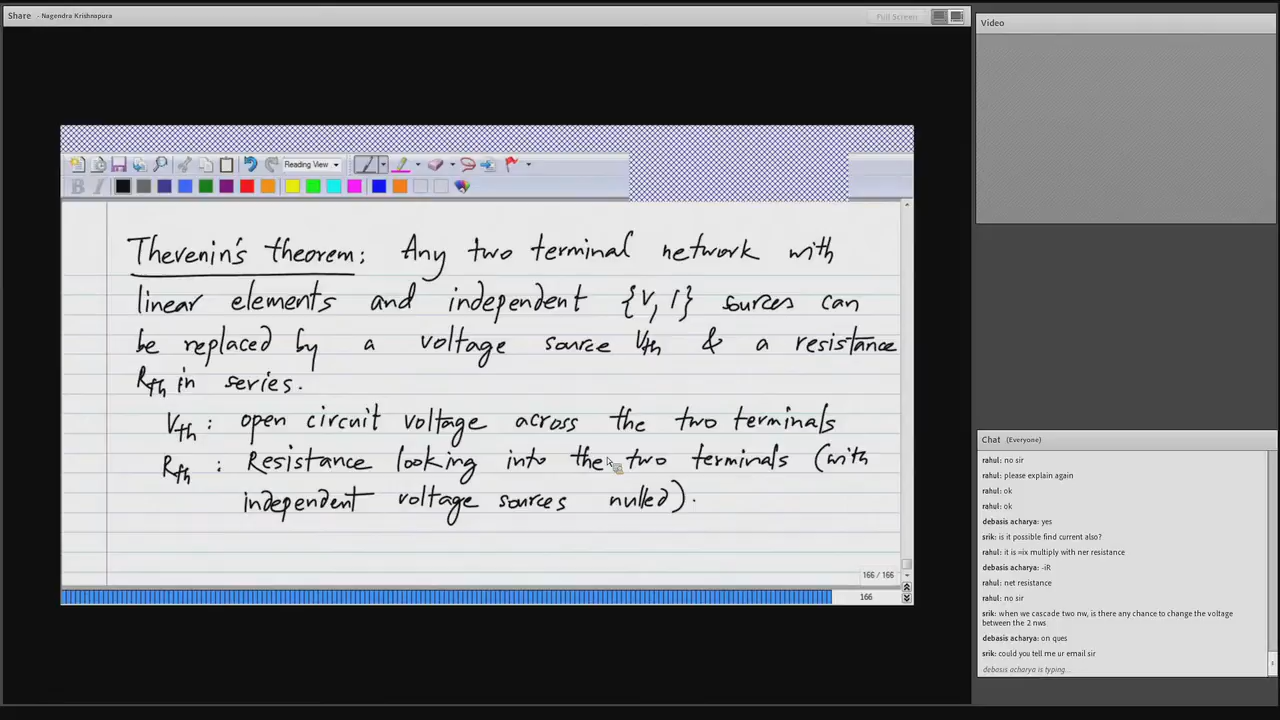 Share - Nagendra Krishnapura
Full Screen
Video
Reading View
Thevenin's theorem: Any two terminal network with
linear elements and independent {V, I} sources can
be replaced by a voltage source Vth & a resistance
Rth in series.
Vth : open circuit voltage across the two terminals
Rth : Resistance looking into the two terminals (with
independent voltage sources nulled).
166 / 166
166
Chat (Everyone)
rahul: no sir
rahul: please explain again
rahul: ok
rahul: ok
debasis acharya: yes
srik: is it possible find current also?
rahul: it is =ix multiply with ner resistance
debasis acharya: -iR
rahul: net resistance
rahul: no sir
srik: when we cascade two nw, is there any chance to change the voltage
between the 2 nws
debasis acharya: on ques
srik: could you tell me ur email sir
debasis acharya is typing...